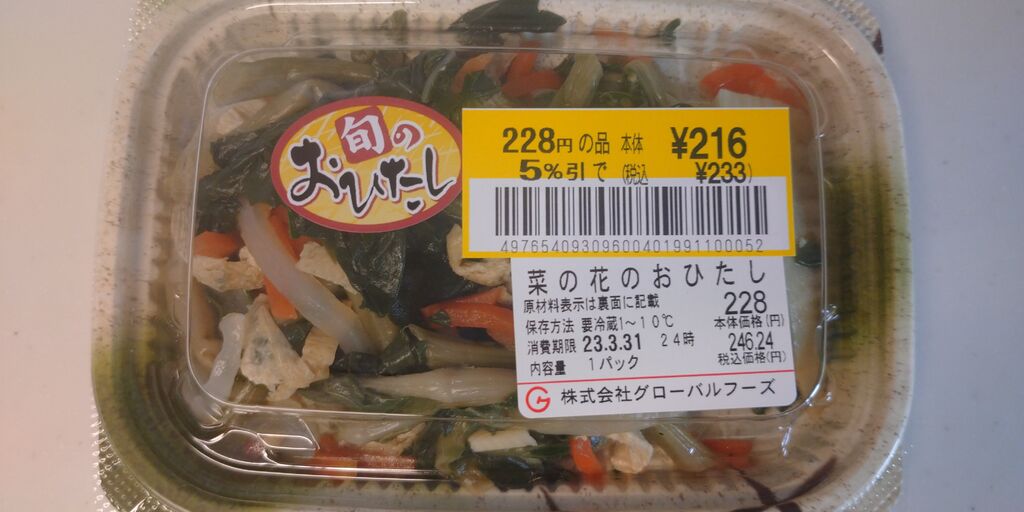 旬の
おひたし
228円の品 本体 ¥216
5%引で (税込 ¥233)
4976540930960040199110052
菜の花のおひたし
原材料表示は裏面に記載 228
保存方法 要冷蔵1~10℃ 本体価格(円)
消費期限 23.3.31 24時 246.24
内容量 1パック 税込価格(円)
G 株式会社グローバルフーズ